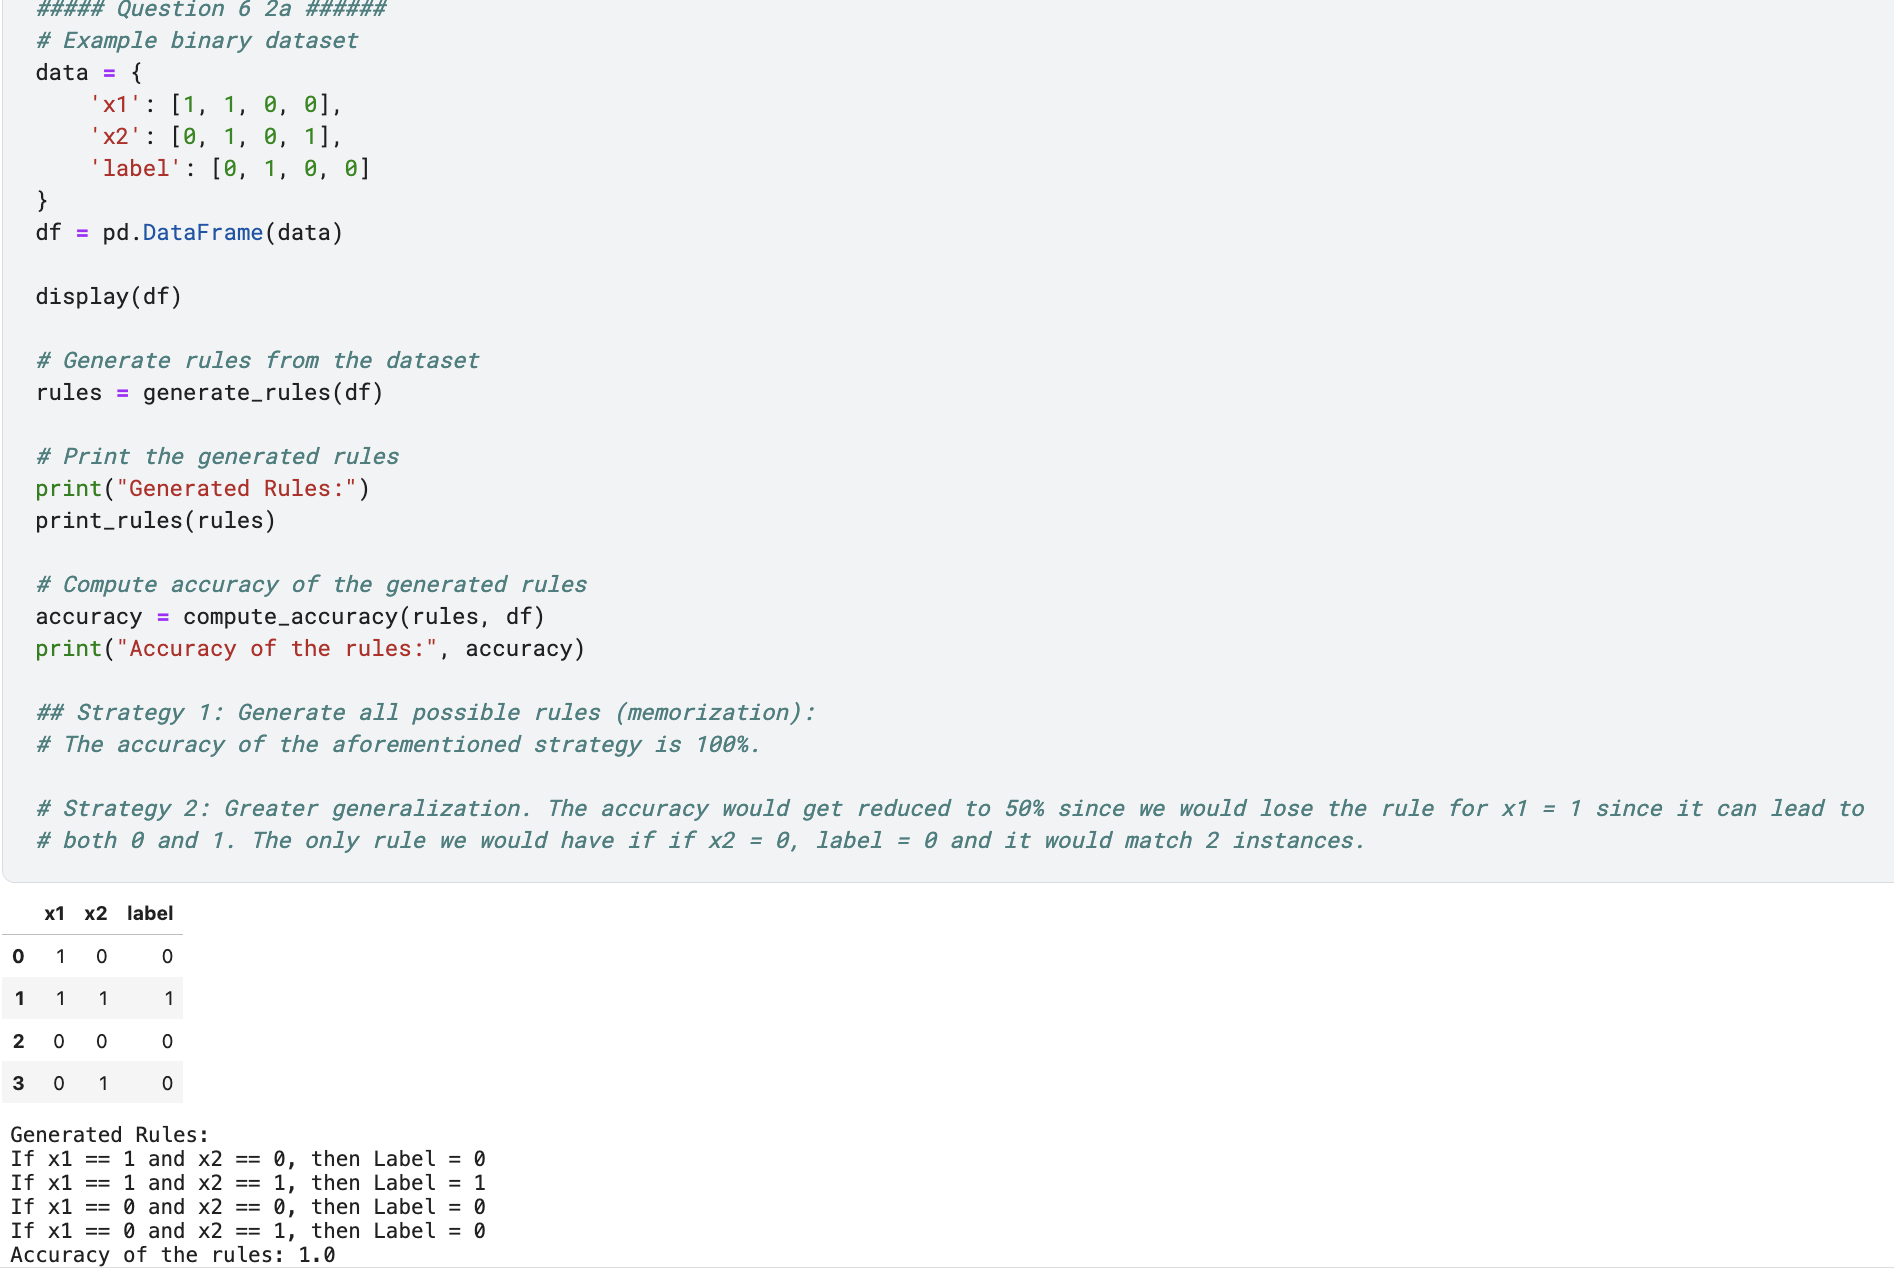 ##### Question 6 2a ######
# Example binary dataset
data = {
    'x1': [1, 1, 0, 0],
    'x2': [0, 1, 0, 1],
    'label': [0, 1, 0, 0]
}
df = pd.DataFrame(data)
display(df)
# Generate rules from the dataset
rules = generate_rules(df)
# Print the generated rules
print("Generated Rules:")
print_rules(rules)
# Compute accuracy of the generated rules
accuracy = compute_accuracy(rules, df)
print("Accuracy of the rules:", accuracy)
## Strategy 1: Generate all possible rules (memorization):
# The accuracy of the aforementioned strategy is 100%.
# Strategy 2: Greater generalization. The accuracy would get reduced to 50% since we would lose the rule for x1 = 1 since it can lead to
# both 0 and 1. The only rule we would have if if x2 = 0, label = 0 and it would match 2 instances.
x1 x2 label
0 1 0 0
1 1 1 1
2 0 0 0
3 0 1 0
Generated Rules:
If x1 == 1 and x2 == 0, then Label = 0
If x1 == 1 and x2 == 1, then Label = 1
If x1 == 0 and x2 == 0, then Label = 0
If x1 == 0 and x2 == 1, then Label = 0
Accuracy of the rules: 1.0